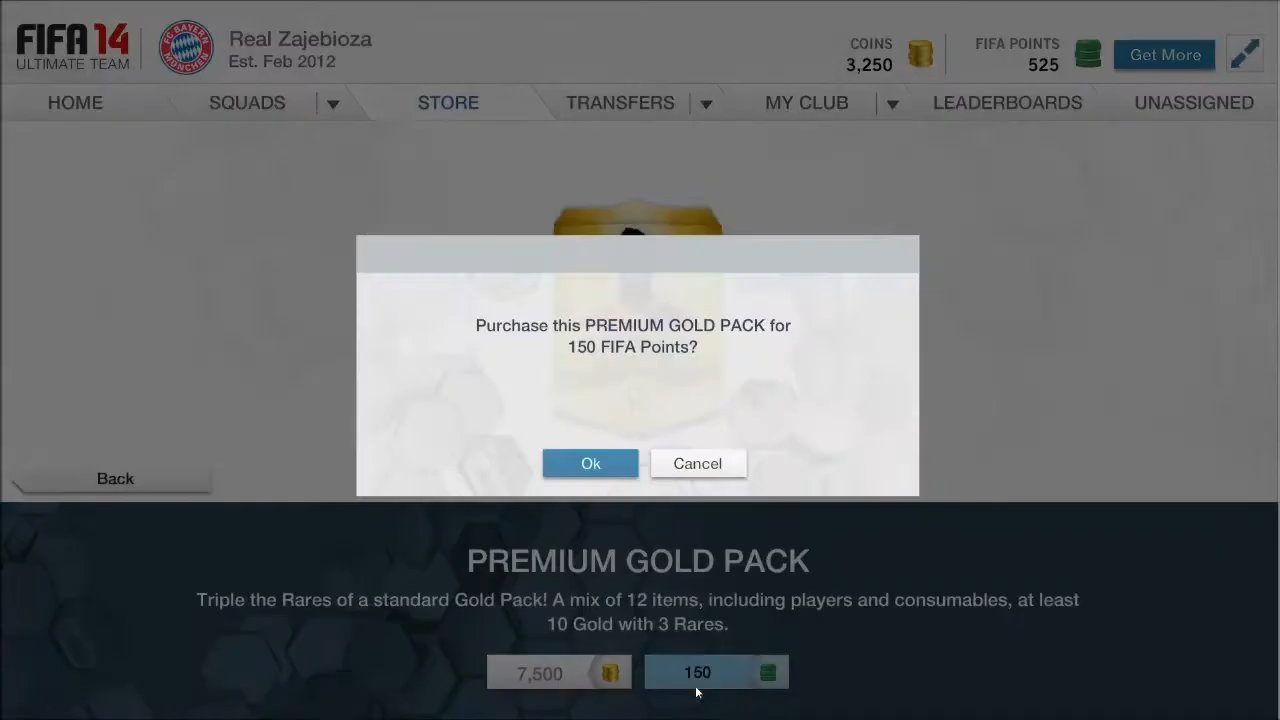 FIFA 14
ULTIMATE TEAM
FC BAYERN
MÜNCHEN
Real Zajebioza
Est. Feb 2012
COINS
3,250
FIFA POINTS
525
Get More
HOME
SQUADS
STORE
TRANSFERS
MY CLUB
LEADERBOARDS
UNASSIGNED
Purchase this PREMIUM GOLD PACK for
150 FIFA Points?
Ok
Cancel
Back
PREMIUM GOLD PACK
Triple the Rares of a standard Gold Pack! A mix of 12 items, including players and consumables, at least
10 Gold with 3 Rares.
7,500
150